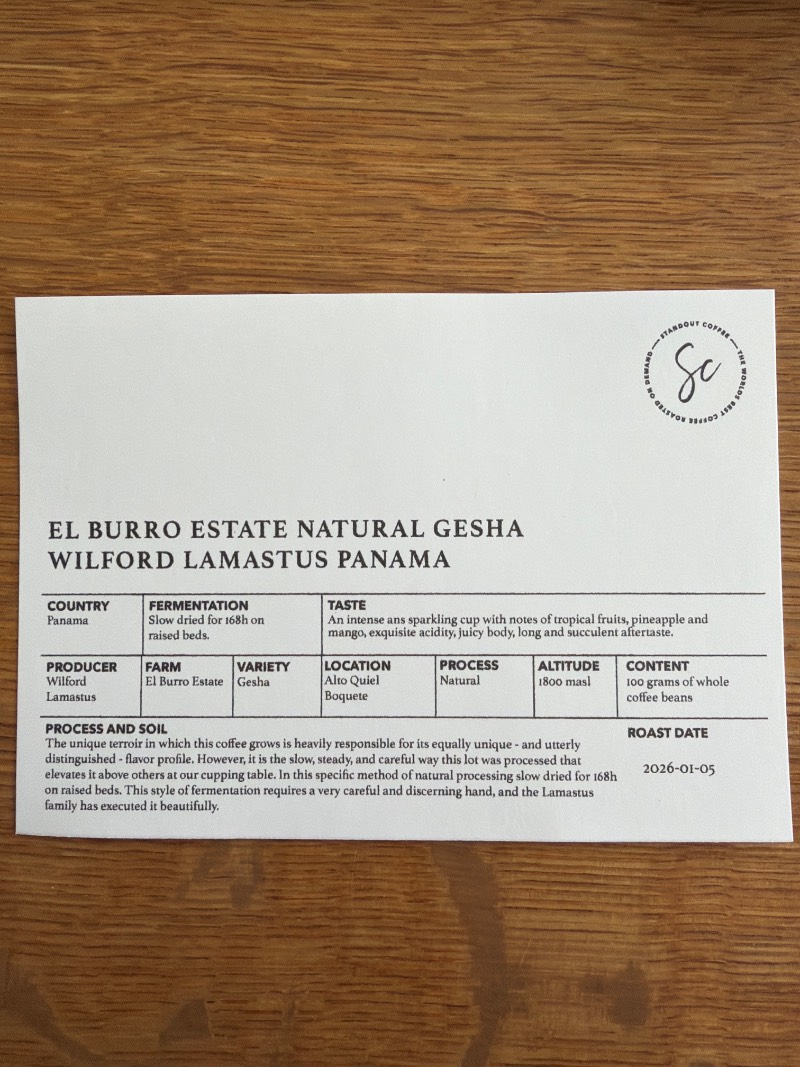 STANDOUT COFFEE — THE WORLDS BEST COFFEE ROASTED ON DEMAND —
Sc
EL BURRO ESTATE NATURAL GESHA
WILFORD LAMASTUS PANAMA
COUNTRY
Panama
FERMENTATION
Slow dried for 168h on
raised beds.
TASTE
An intense ans sparkling cup with notes of tropical fruits, pineapple and
mango, exquisite acidity, juicy body, long and succulent aftertaste.
PRODUCER
Wilford
Lamastus
FARM
El Burro Estate
VARIETY
Gesha
LOCATION
Alto Quiel
Boquete
PROCESS
Natural
ALTITUDE
1800 masl
CONTENT
100 grams of whole
coffee beans
PROCESS AND SOIL
The unique terroir in which this coffee grows is heavily responsible for its equally unique - and utterly
distinguished - flavor profile. However, it is the slow, steady, and careful way this lot was processed that
elevates it above others at our cupping table. In this specific method of natural processing slow dried for 168h
on raised beds. This style of fermentation requires a very careful and discerning hand, and the Lamastus
family has executed it beautifully.
ROAST DATE
2026-01-05